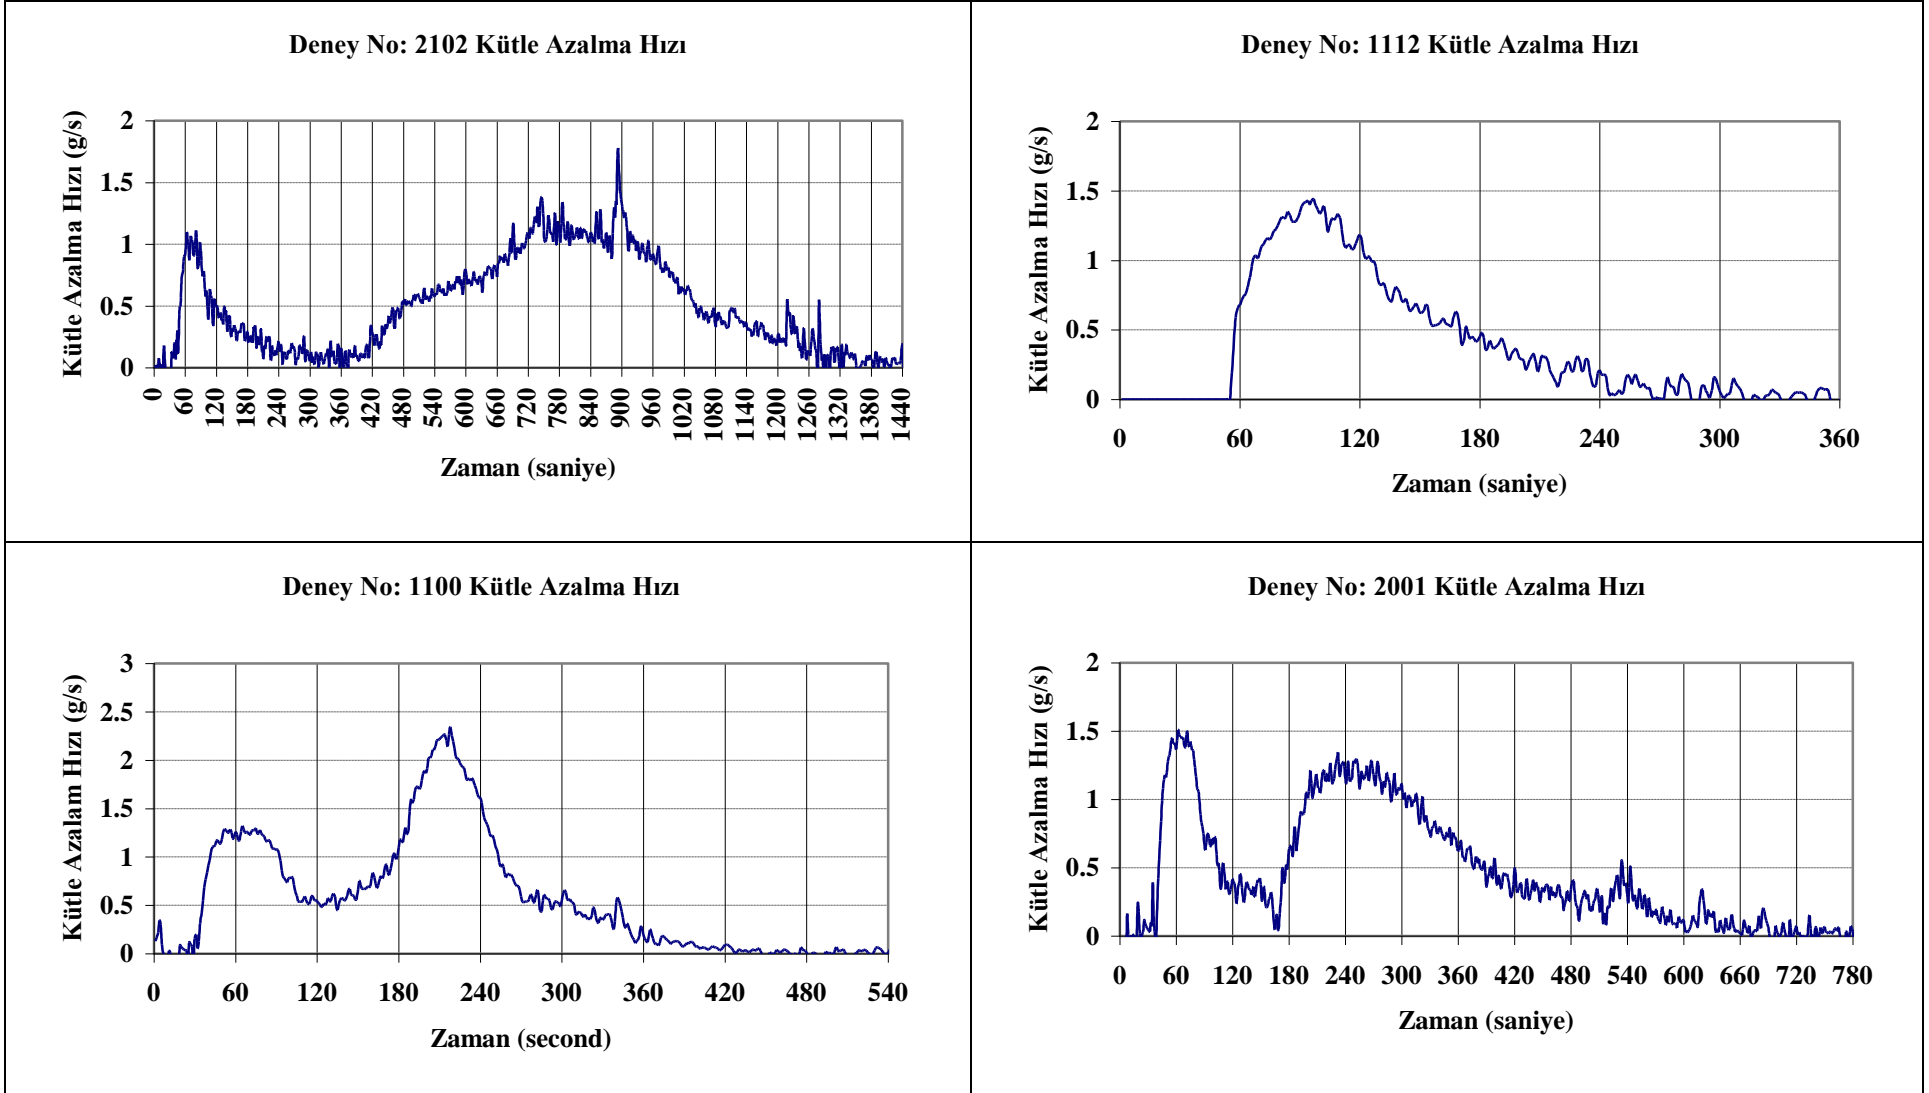 Deney No: 2102 Kütle Azalma Hızı
Kütle Azalma Hızı (g/s)
2
1.5
1
0.5
0
0 60 120 180 240 300 360 420 480 540 600 660 720 780 840 900 960 1020 1080 1140 1200 1260 1320 1380 1440
Zaman (saniye)
Deney No: 1112 Kütle Azalma Hızı
Kütle Azalma Hızı (g/s)
2
1.5
1
0.5
0
0 60 120 180 240 300 360
Zaman (saniye)
Deney No: 1100 Kütle Azalma Hızı
Kütle Azalam Hızı (g/s)
3
2.5
2
1.5
1
0.5
0
0 60 120 180 240 300 360 420 480 540
Zaman (second)
Deney No: 2001 Kütle Azalma Hızı
Kütle Azalma Hızı (g/s)
2
1.5
1
0.5
0
0 60 120 180 240 300 360 420 480 540 600 660 720 780
Zaman (saniye)